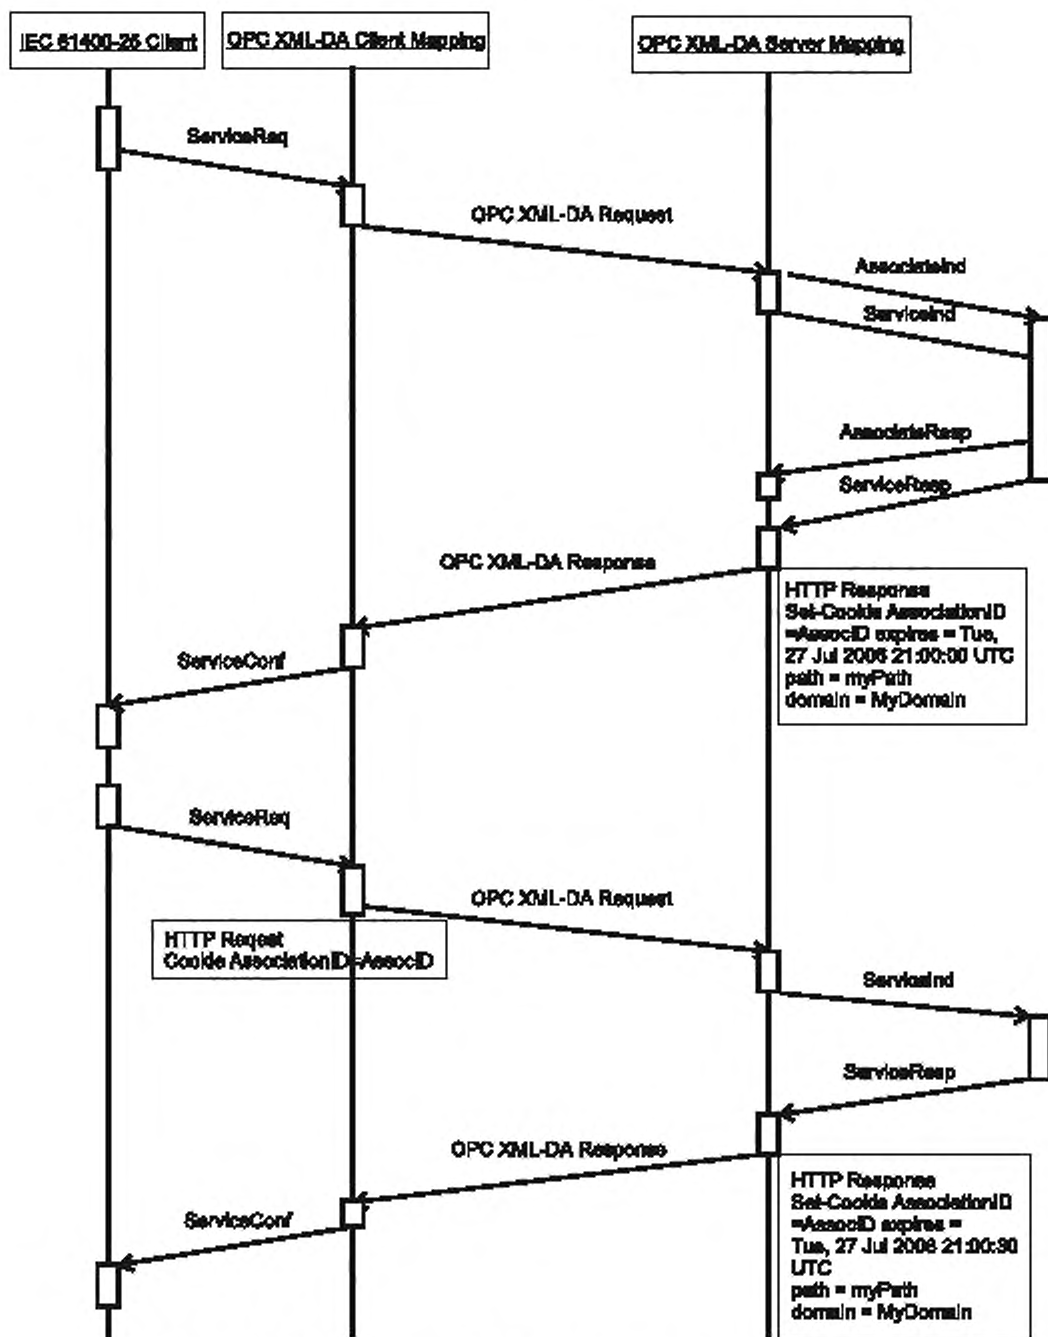 IEC 61400-25 Client
OPC XML-DA Client Mapping
OPC XML-DA Server Mapping
ServiceReq
OPC XML-DA Request
AssociateInd
ServiceInd
AssociateResp
ServiceResp
OPC XML-DA Response
HTTP Response
Set-Cookie AssociationID
=AssocID expires = Tue,
27 Jul 2006 21:00:00 UTC
path = myPath
domain = MyDomain
ServiceConf
ServiceReq
OPC XML-DA Request
HTTP Reqest
Cookie AssociationID=AssocID
ServiceInd
ServiceResp
OPC XML-DA Response
HTTP Response
Set-Cookie AssociationID
=AssocID expires =
Tue, 27 Jul 2006 21:00:30
UTC
path = myPath
domain = MyDomain
ServiceConf